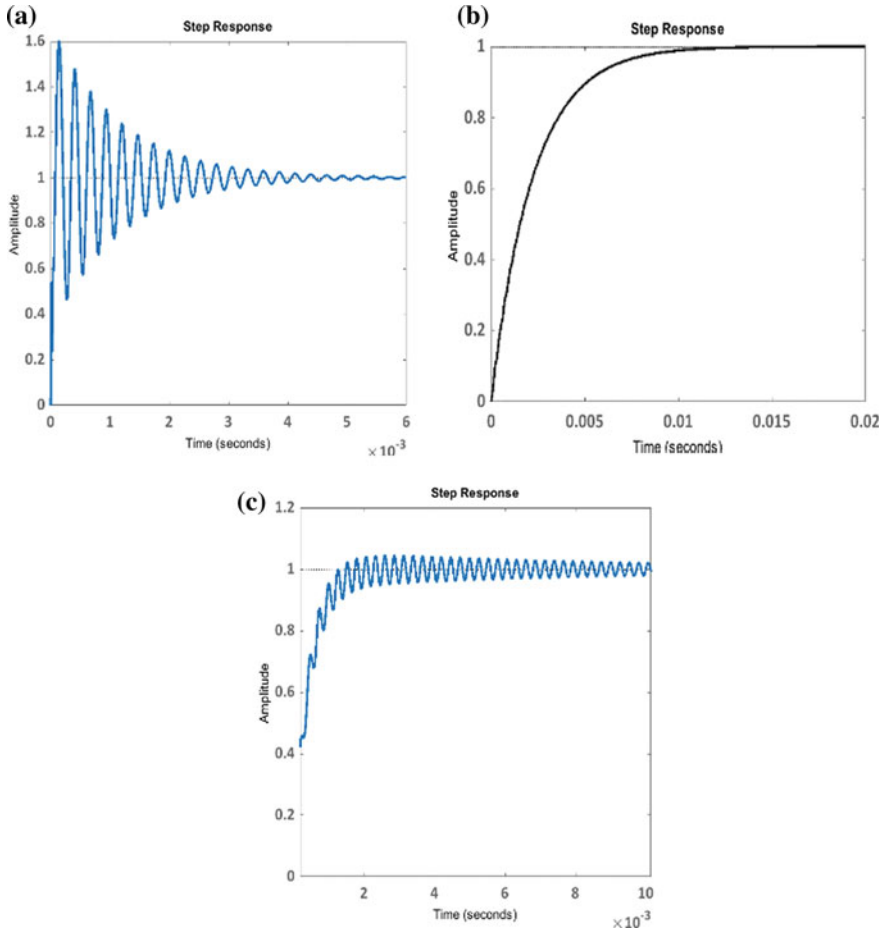 (a)
Step Response
1.6
1.4
1.2
1
0.8
0.6
0.4
0.2
0
Amplitude
0 1 2 3 4 5 6
Time (seconds)
×10⁻³
(b)
Step Response
1
0.8
0.6
0.4
0.2
0
Amplitude
0 0.005 0.01 0.015 0.02
Time (seconds)
(c)
Step Response
1.2
1
0.8
0.6
0.4
0.2
0
Amplitude
2 4 6 8 10
Time (seconds)
×10⁻³